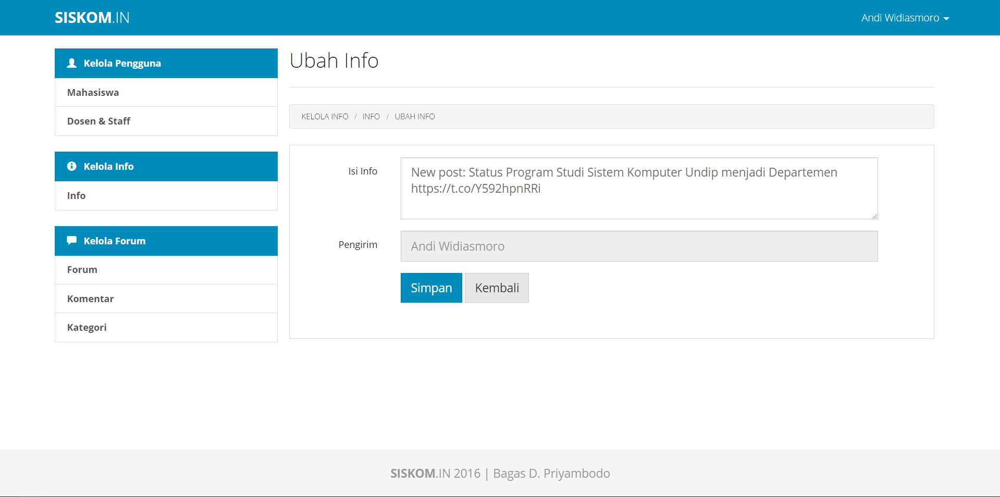 SISKOM.IN
Andi Widiasmoro
Kelola Pengguna
Mahasiswa
Dosen & Staff
Kelola Info
Info
Kelola Forum
Forum
Komentar
Kategori
Ubah Info
KELOLA INFO / INFO / UBAH INFO
Isi Info
New post: Status Program Studi Sistem Komputer Undip menjadi Departemen
https://t.co/Y592hpnRRi
Pengirim
Andi Widiasmoro
Simpan
Kembali
SISKOM.IN 2016 | Bagas D. Priyambodo